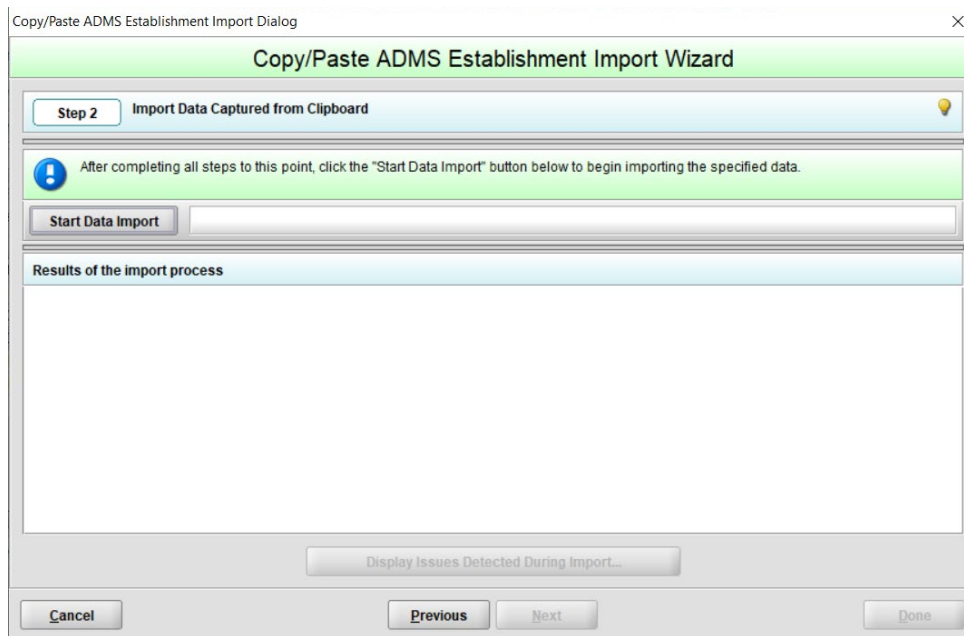 Copy/Paste ADMS Establishment Import Dialog
Copy/Paste ADMS Establishment Import Wizard
Step 2
Import Data Captured from Clipboard
After completing all steps to this point, click the "Start Data Import" button below to begin importing the specified data.
Start Data Import
Results of the import process
Display Issues Detected During Import...
Cancel
Previous
Next
Done